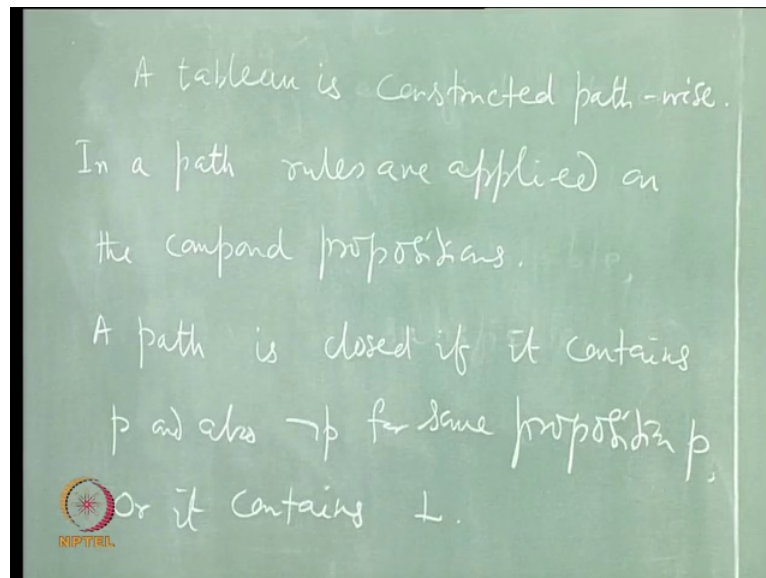 A tableau is constructed path-wise.
In a path rules are applied on
the compond propositions.
A path is closed if it contains
p and also ¬p for some proposition p,
Or it contains ⊥.
NPTEL